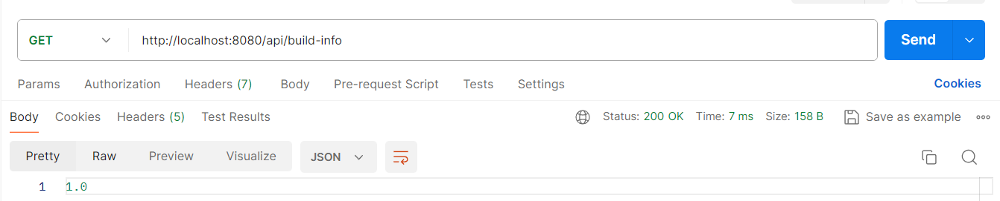 GET http://localhost:8080/api/build-info Send
Params Authorization Headers (7) Body Pre-request Script Tests Settings Cookies
Body Cookies Headers (5) Test Results Status: 200 OK Time: 7 ms Size: 158 B Save as example
Pretty Raw Preview Visualize JSON
1 1.0